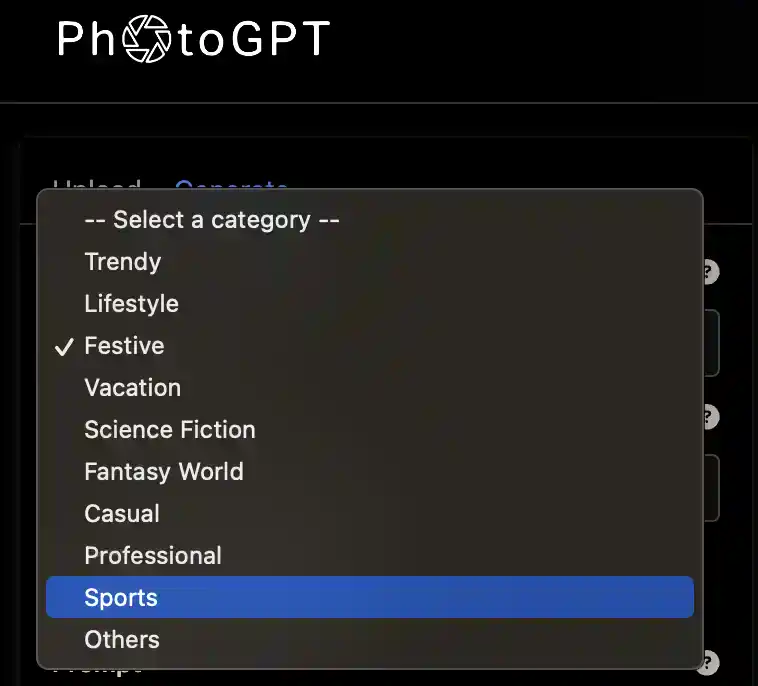 PhotoGPT
Upload Generate
-- Select a category --
Trendy
Lifestyle
✓ Festive
Vacation
Science Fiction
Fantasy World
Casual
Professional
Sports
Others
Prompt
?
?
?